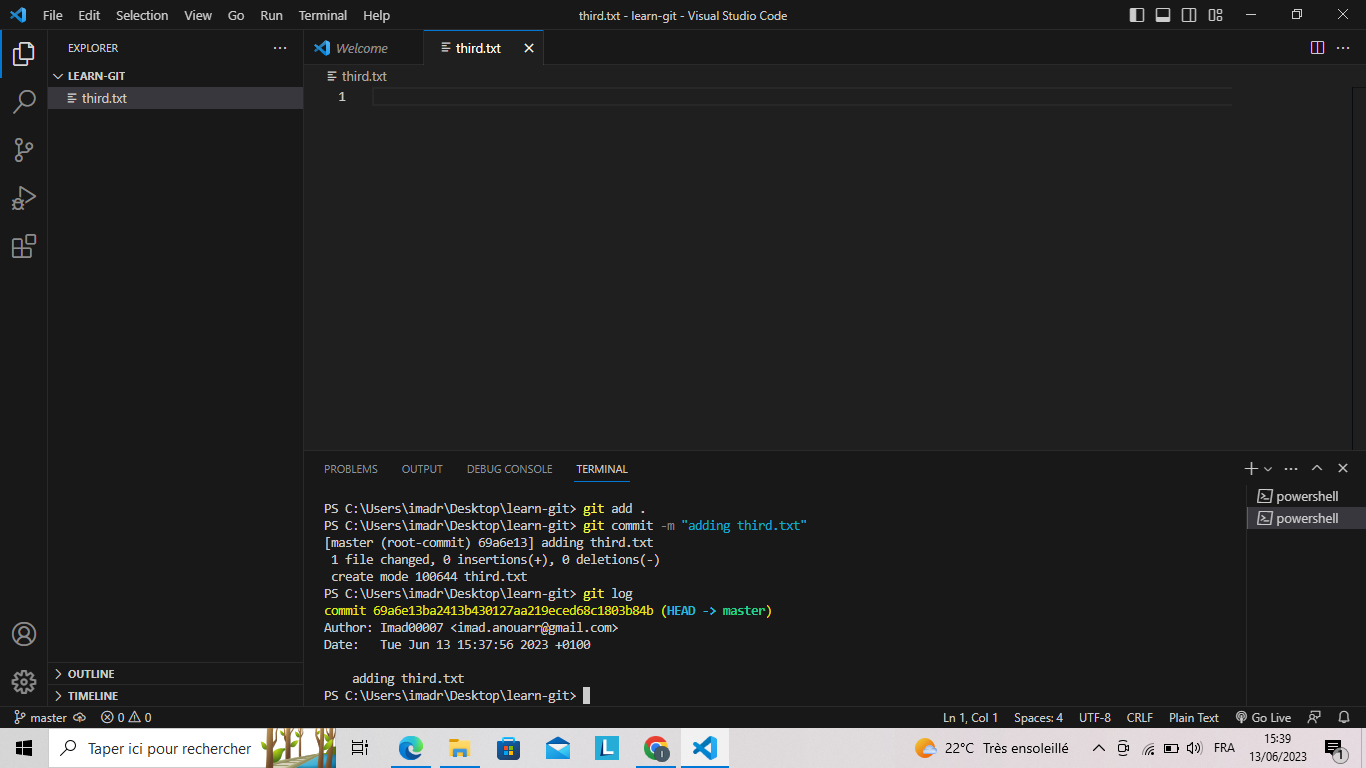 File Edit Selection View Go Run Terminal Help
third.txt - learn-git - Visual Studio Code
EXPLORER
LEARN-GIT
third.txt
OUTLINE
TIMELINE
Welcome
third.txt
third.txt
1
PROBLEMS OUTPUT DEBUG CONSOLE TERMINAL
PS C:\Users\imadr\Desktop\learn-git> git add .
PS C:\Users\imadr\Desktop\learn-git> git commit -m "adding third.txt"
[master (root-commit) 69a6e13] adding third.txt
 1 file changed, 0 insertions(+), 0 deletions(-)
 create mode 100644 third.txt
PS C:\Users\imadr\Desktop\learn-git> git log
commit 69a6e13ba2413b430127aa219eced68c1803b84b (HEAD -> master)
Author: Imad00007 <imad.anouarr@gmail.com>
Date:   Tue Jun 13 15:37:56 2023 +0100
    adding third.txt
PS C:\Users\imadr\Desktop\learn-git>
powershell
powershell
master 0 0
Ln 1, Col 1 Spaces: 4 UTF-8 CRLF Plain Text Go Live
Taper ici pour rechercher
L
I
22°C Très ensoleillé
FRA
15:39
13/06/2023
1